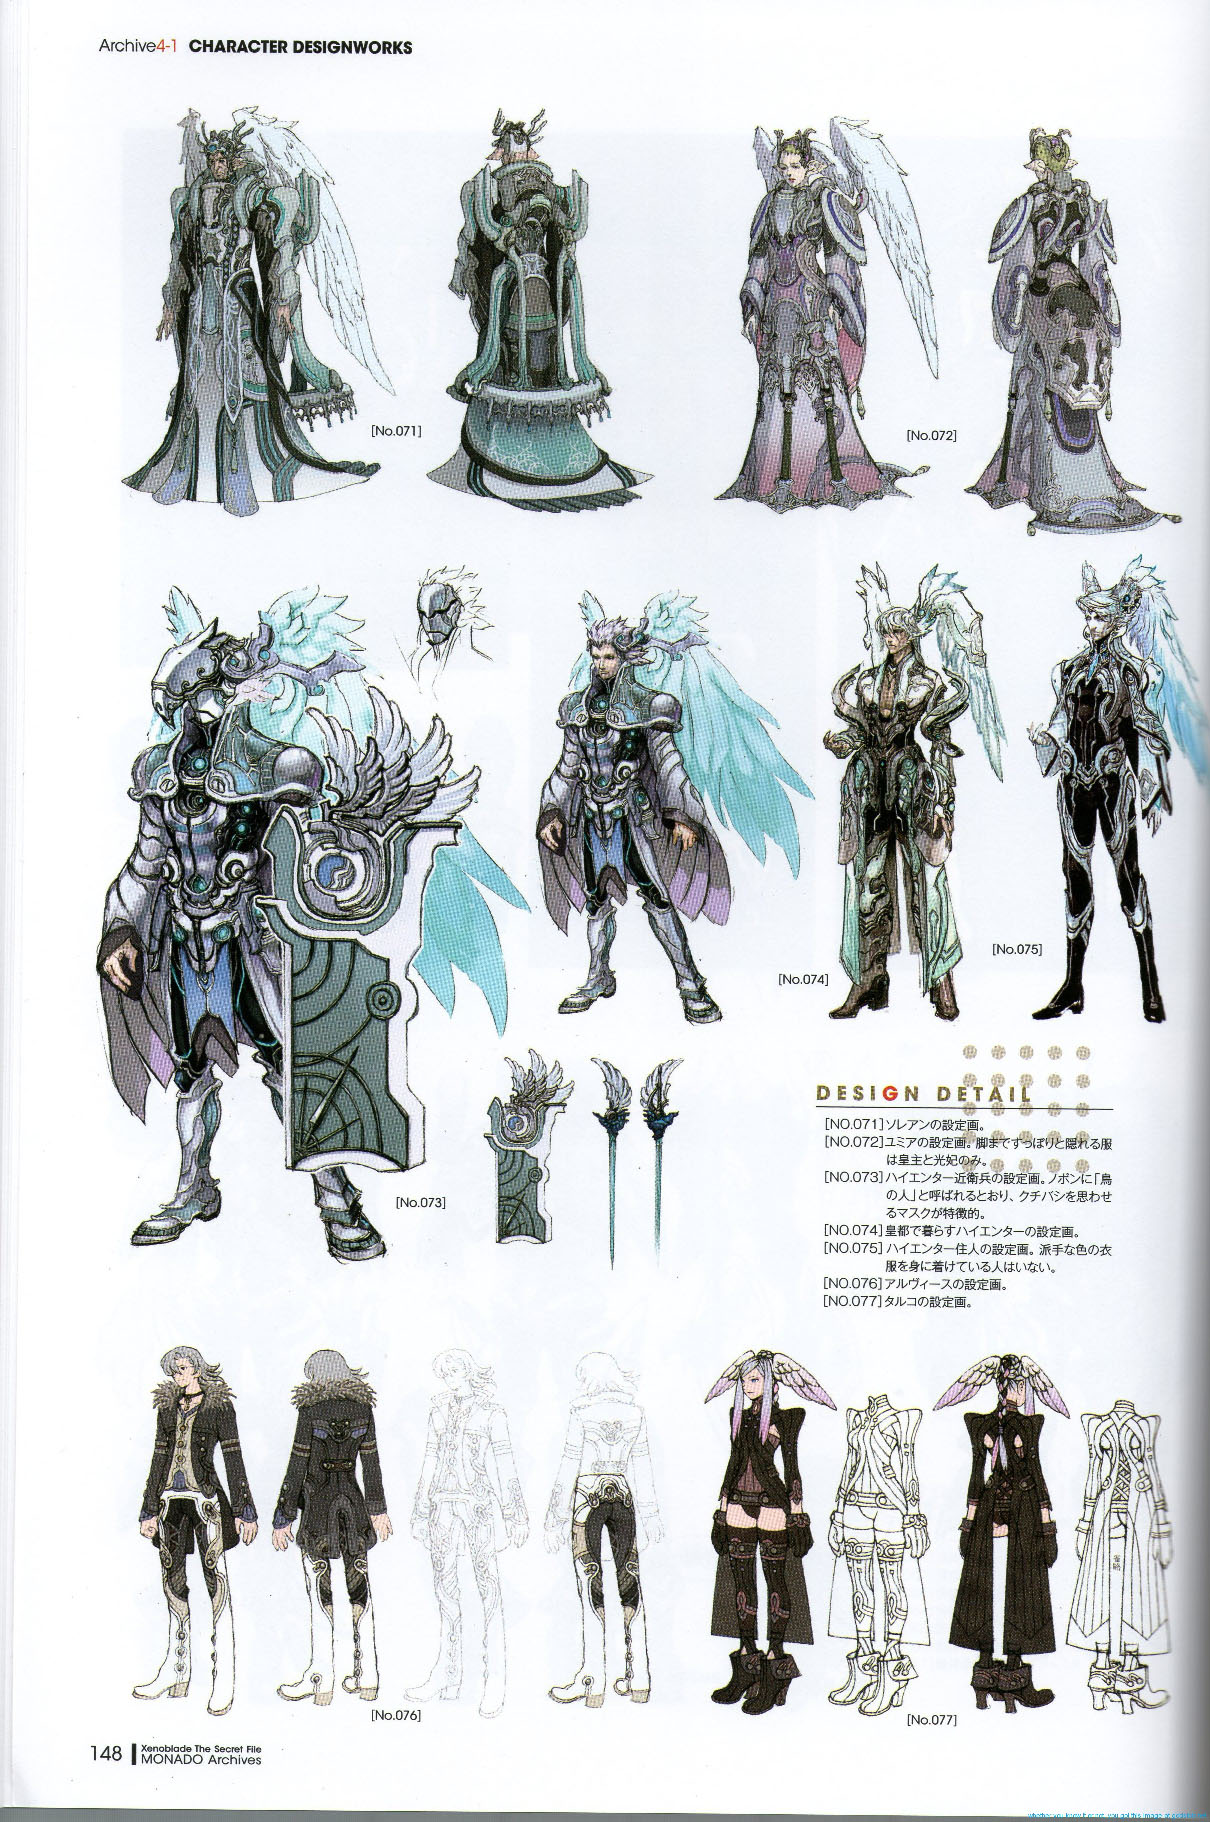 Archive4-1 CHARACTER DESIGNWORKS
[No.071]
[No.072]
[No.073]
[No.074]
[No.075]
DESIGN DETAIL
[NO.071]ソレアンの設定画。
[NO.072]ユミアの設定画。脚まですっぽりと隠れる服
は皇主と光妃のみ。
[NO.073]ハイエンター近衛兵の設定画。ノポンに「鳥
の人」と呼ばれるとおり、クチバシを思わせ
るマスクが特徴的。
[NO.074]皇都で暮らすハイエンターの設定画。
[NO.075]ハイエンター住人の設定画。派手な色の衣
服を身に着けている人はいない。
[NO.076]アルヴィースの設定画。
[NO.077]タルコの設定画。
[No.076]
[No.077]
148
Xenoblade The Secret File
MONADO Archives